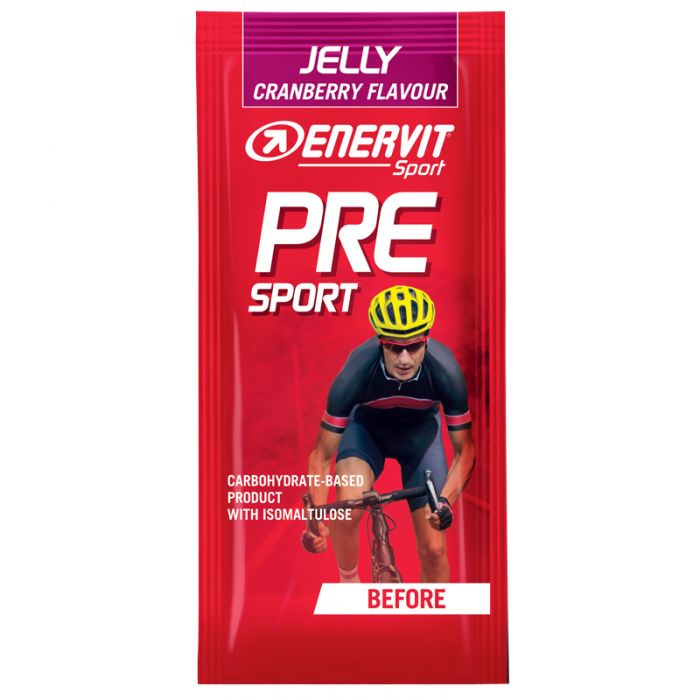 JELLY
CRANBERRY FLAVOUR
ENERVIT
Sport
PRE
SPORT
CARBOHYDRATE-BASED
PRODUCT
WITH ISOMALTULOSE
BEFORE